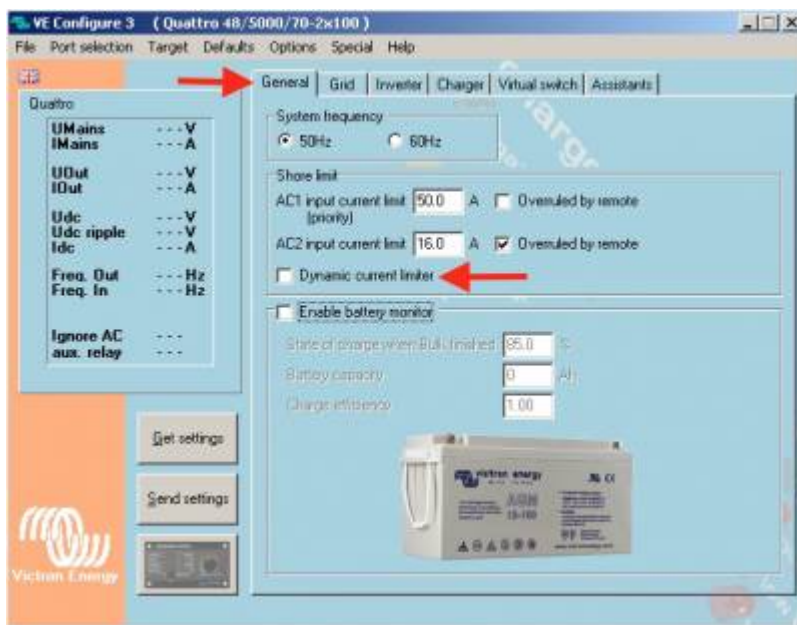 VE Configure 3 ( Quattro 48/5000/70-2x100 )
File Port selection Target Defaults Options Special Help
General Grid Inverter Charger Virtual switch Assistants
Quattro
UMains - - - V
IMains - - - A
UOut - - - V
IOut - - - A
Udc - - - V
Udc ripple - - - V
Idc - - - A
Freq. Out - - - Hz
Freq. In - - - Hz
Ignore AC - - -
aux. relay - - -
Get settings
Send settings
victron energy
System frequency
50Hz 60Hz
Shore limit
AC1 input current limit 50.0 A Overruled by remote
(priority)
AC2 input current limit 16.0 A Overruled by remote
Dynamic current limiter
Enable battery monitor
State of charge when Bulk finished 85.0 %
Battery capacity 0 Ah
Charge efficiency 1.00
victron energy
AGM